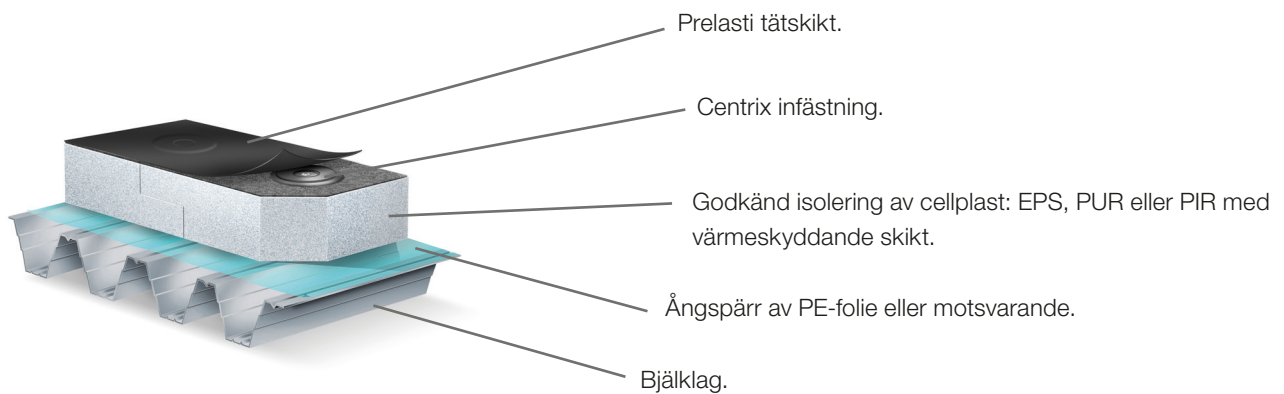 Prelasti tätskikt.
Centrix infästning.
Godkänd isolering av cellplast: EPS, PUR eller PIR med
värmeskyddande skikt.
Ångspärr av PE-folie eller motsvarande.
Bjälklag.